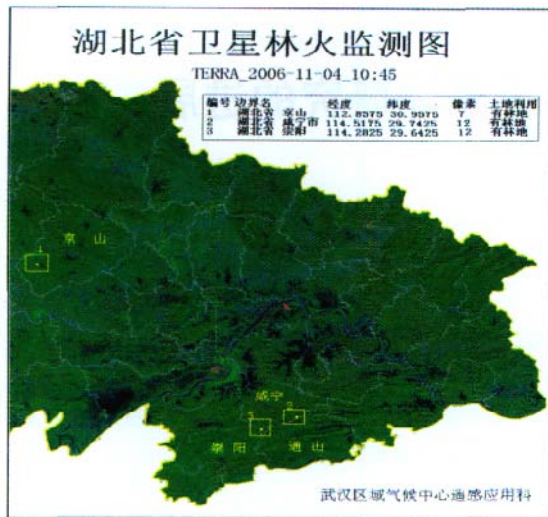 湖北省卫星林火监测图
TERRA_2006-11-04_10:45
编号 边界名 经度 纬度 像素 土地利用
1 湖北省 京山 112.8575 30.9575 7 有林地
2 湖北省 咸宁市 114.5175 29.7425 12 有林地
3 湖北省 崇阳 114.2825 29.6425 12 有林地
京 山
1
咸宁
2
3
崇阳 通山
武汉区域气候中心遥感应用科